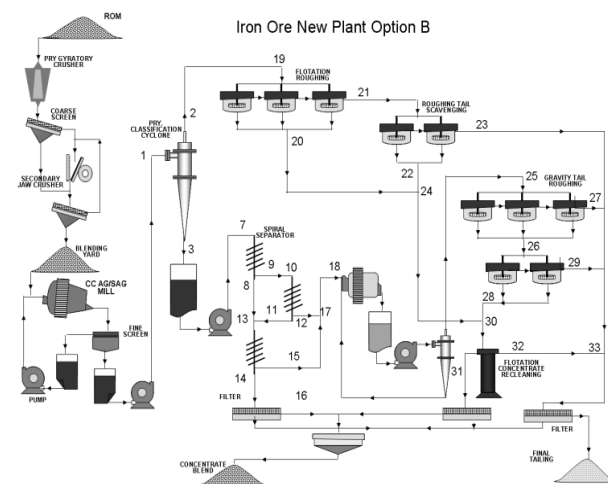 Iron Ore New Plant Option B
ROM
PRY GYRATORY
CRUSHER
COARSE
SCREEN
SECONDARY
JAW CRUSHER
BLENDING
YARD
CC AG/SAG
MILL
FINE
SCREEN
PUMP
1
2
PRY.
CLASSIFICATION
CYCLONE
3
19
FLOTATION
ROUGHING
20
21
ROUGHING TAIL
SCAVENGING
22
23
24
25
GRAVITY TAIL
ROUGHING
27
26
29
28
30
7
SPIRAL
SEPARATOR
8
9
10
11
12
13
14
15
16
17
18
31
32
33
FLOTATION
CONCENTRATE
RECLEANING
FILTER
FILTER
CONCENTRATE
BLEND
FINAL
TAILING